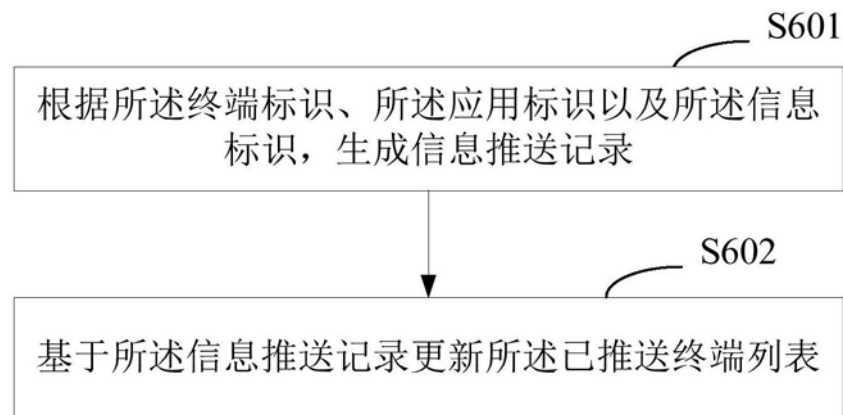 S601
根据所述终端标识、所述应用标识以及所述信息
标识，生成信息推送记录
S602
基于所述信息推送记录更新所述已推送终端列表